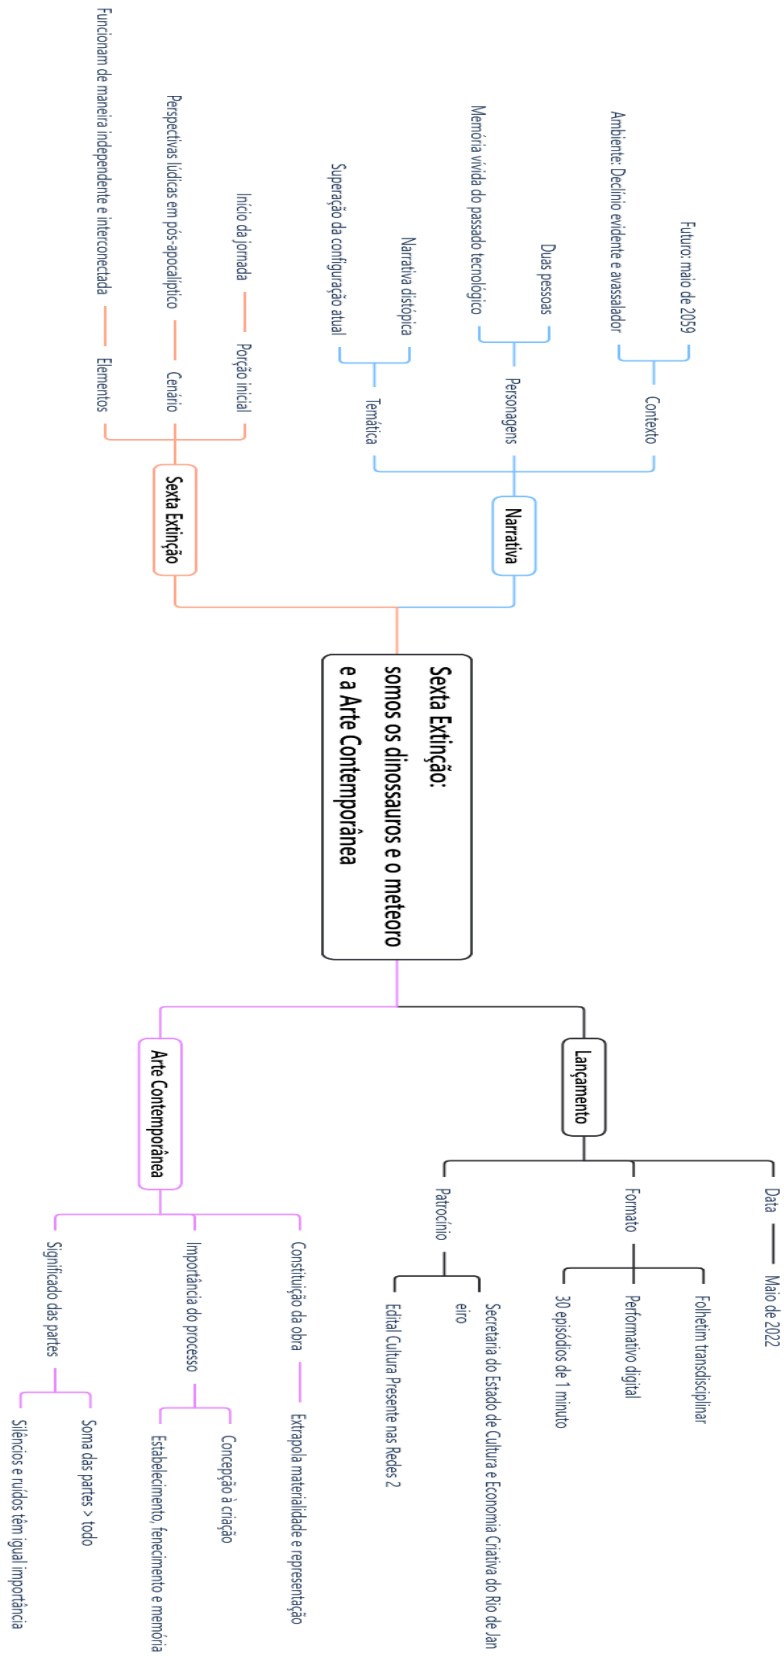 Sexta Extinção:
somos os dinossauros e o meteoro
e a Arte Contemporânea
Lançamento
Data
Maio de 2022
Formato
Folhetim transdisciplinar
Performativo digital
30 episódios de 1 minuto
Patrocínio
Secretaria do Estado de Cultura e Economia Criativa do Rio de Jan
eiro
Edital Cultura Presente nas Redes 2
Arte Contemporânea
Constituição da obra
Extrapola materialidade e representação
Importância do processo
Concepção à criação
Estabelecimento, fenecimento e memória
Significado das partes
Soma das partes > todo
Silêncios e ruídos têm igual importância
Narrativa
Contexto
Futuro: maio de 2059
Ambiente: Declínio evidente e avassalador
Personagens
Duas pessoas
Memória vívida do passado tecnológico
Temática
Narrativa distópica
Superação da configuração atual
Sexta Extinção
Porção inicial
Início da jornada
Cenário
Perspectivas lúdicas em pós-apocalíptico
Elementos
Funcionam de maneira independente e interconectada